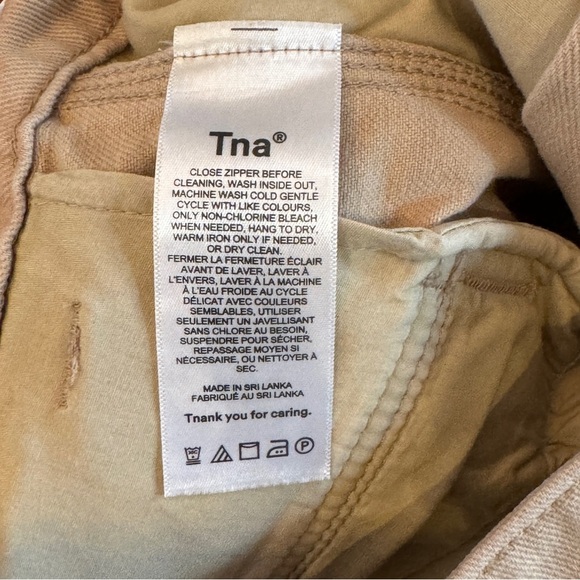 Tna®
CLOSE ZIPPER BEFORE
CLEANING, WASH INSIDE OUT,
MACHINE WASH COLD GENTLE
CYCLE WITH LIKE COLOURS,
ONLY NON-CHLORINE BLEACH
WHEN NEEDED, HANG TO DRY.
WARM IRON ONLY IF NEEDED,
OR DRY CLEAN.
FERMER LA FERMETURE ÉCLAIR
AVANT DE LAVER, LAVER À
L'ENVERS, LAVER À LA MACHINE
À L'EAU FROIDE AU CYCLE
DÉLICAT AVEC COULEURS
SEMBLABLES, UTILISER
SEULEMENT UN JAVELLISANT
SANS CHLORE AU BESOIN,
SUSPENDRE POUR SÉCHER,
REPASSAGE MOYEN SI
NÉCESSAIRE, OU NETTOYER À
SEC.
MADE IN SRI LANKA
FABRIQUÉ AU SRI LANKA
Tnank you for caring.
P